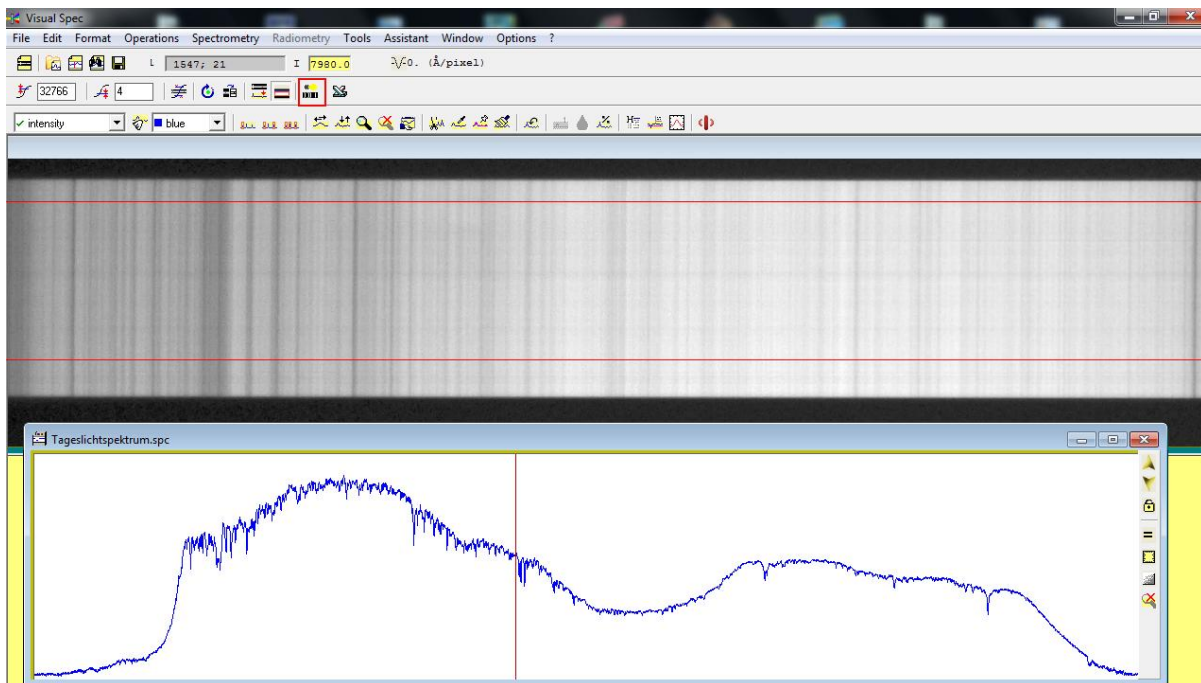 Visual Spec
File Edit Format Operations Spectrometry Radiometry Tools Assistant Window Options ?
l 1547; 21 I 7980.0 0. (Å/pixel)
32766 4
intensity blue
Tageslichtspektrum.spc